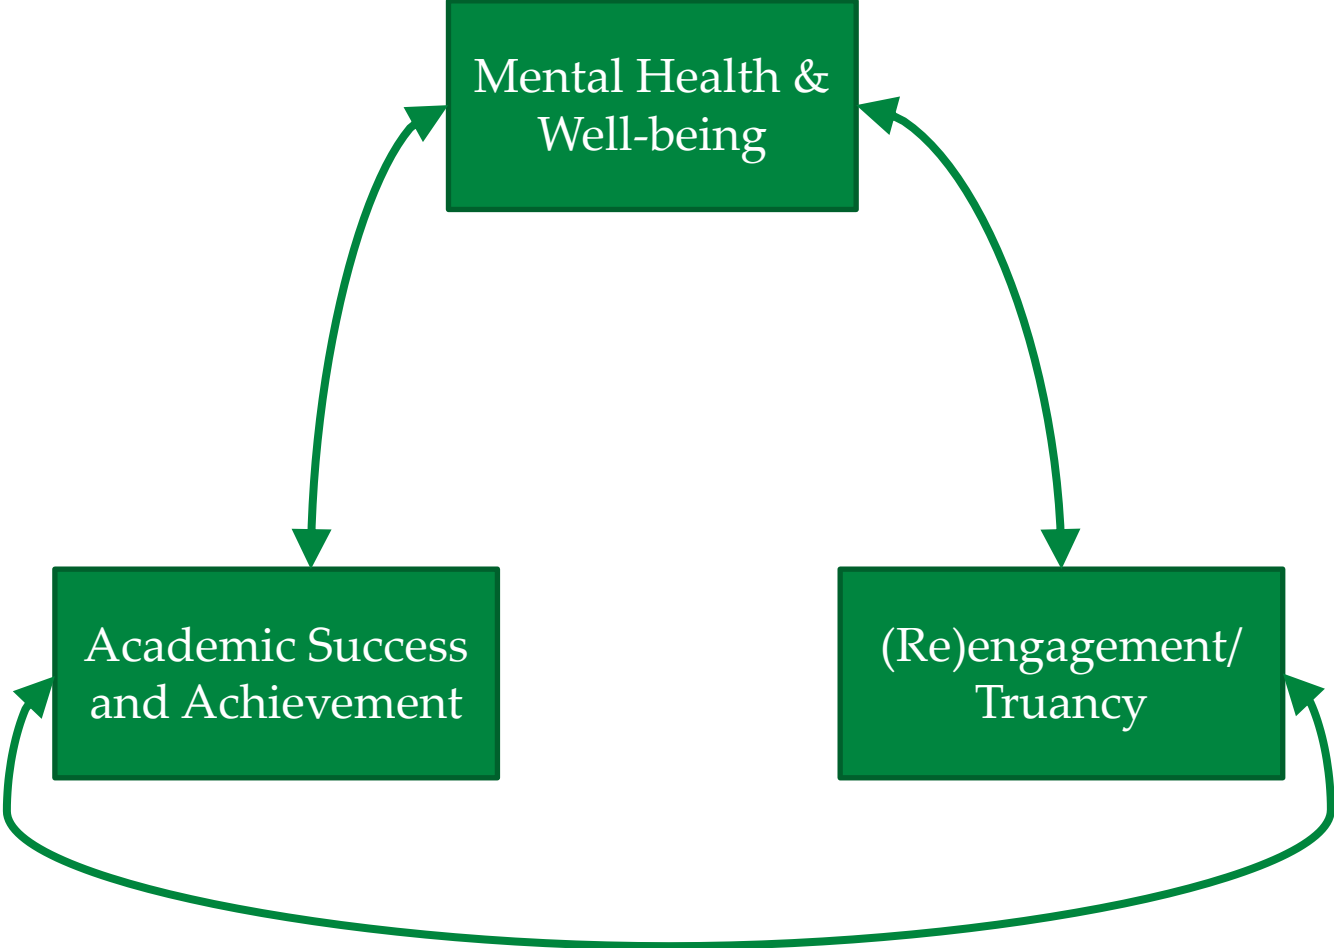 Mental Health &
Well-being
Academic Success
and Achievement
(Re)engagement/
Truancy